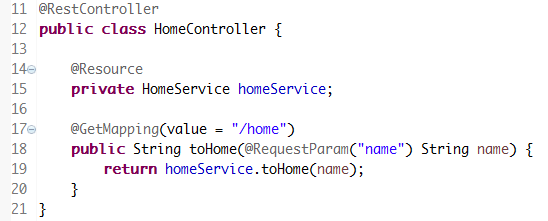 11 @RestController
12 public class HomeController {
13
14 @Resource
15 private HomeService homeService;
16
17 @GetMapping(value = "/home")
18 public String toHome(@RequestParam("name") String name) {
19 return homeService.toHome(name);
20 }
21 }